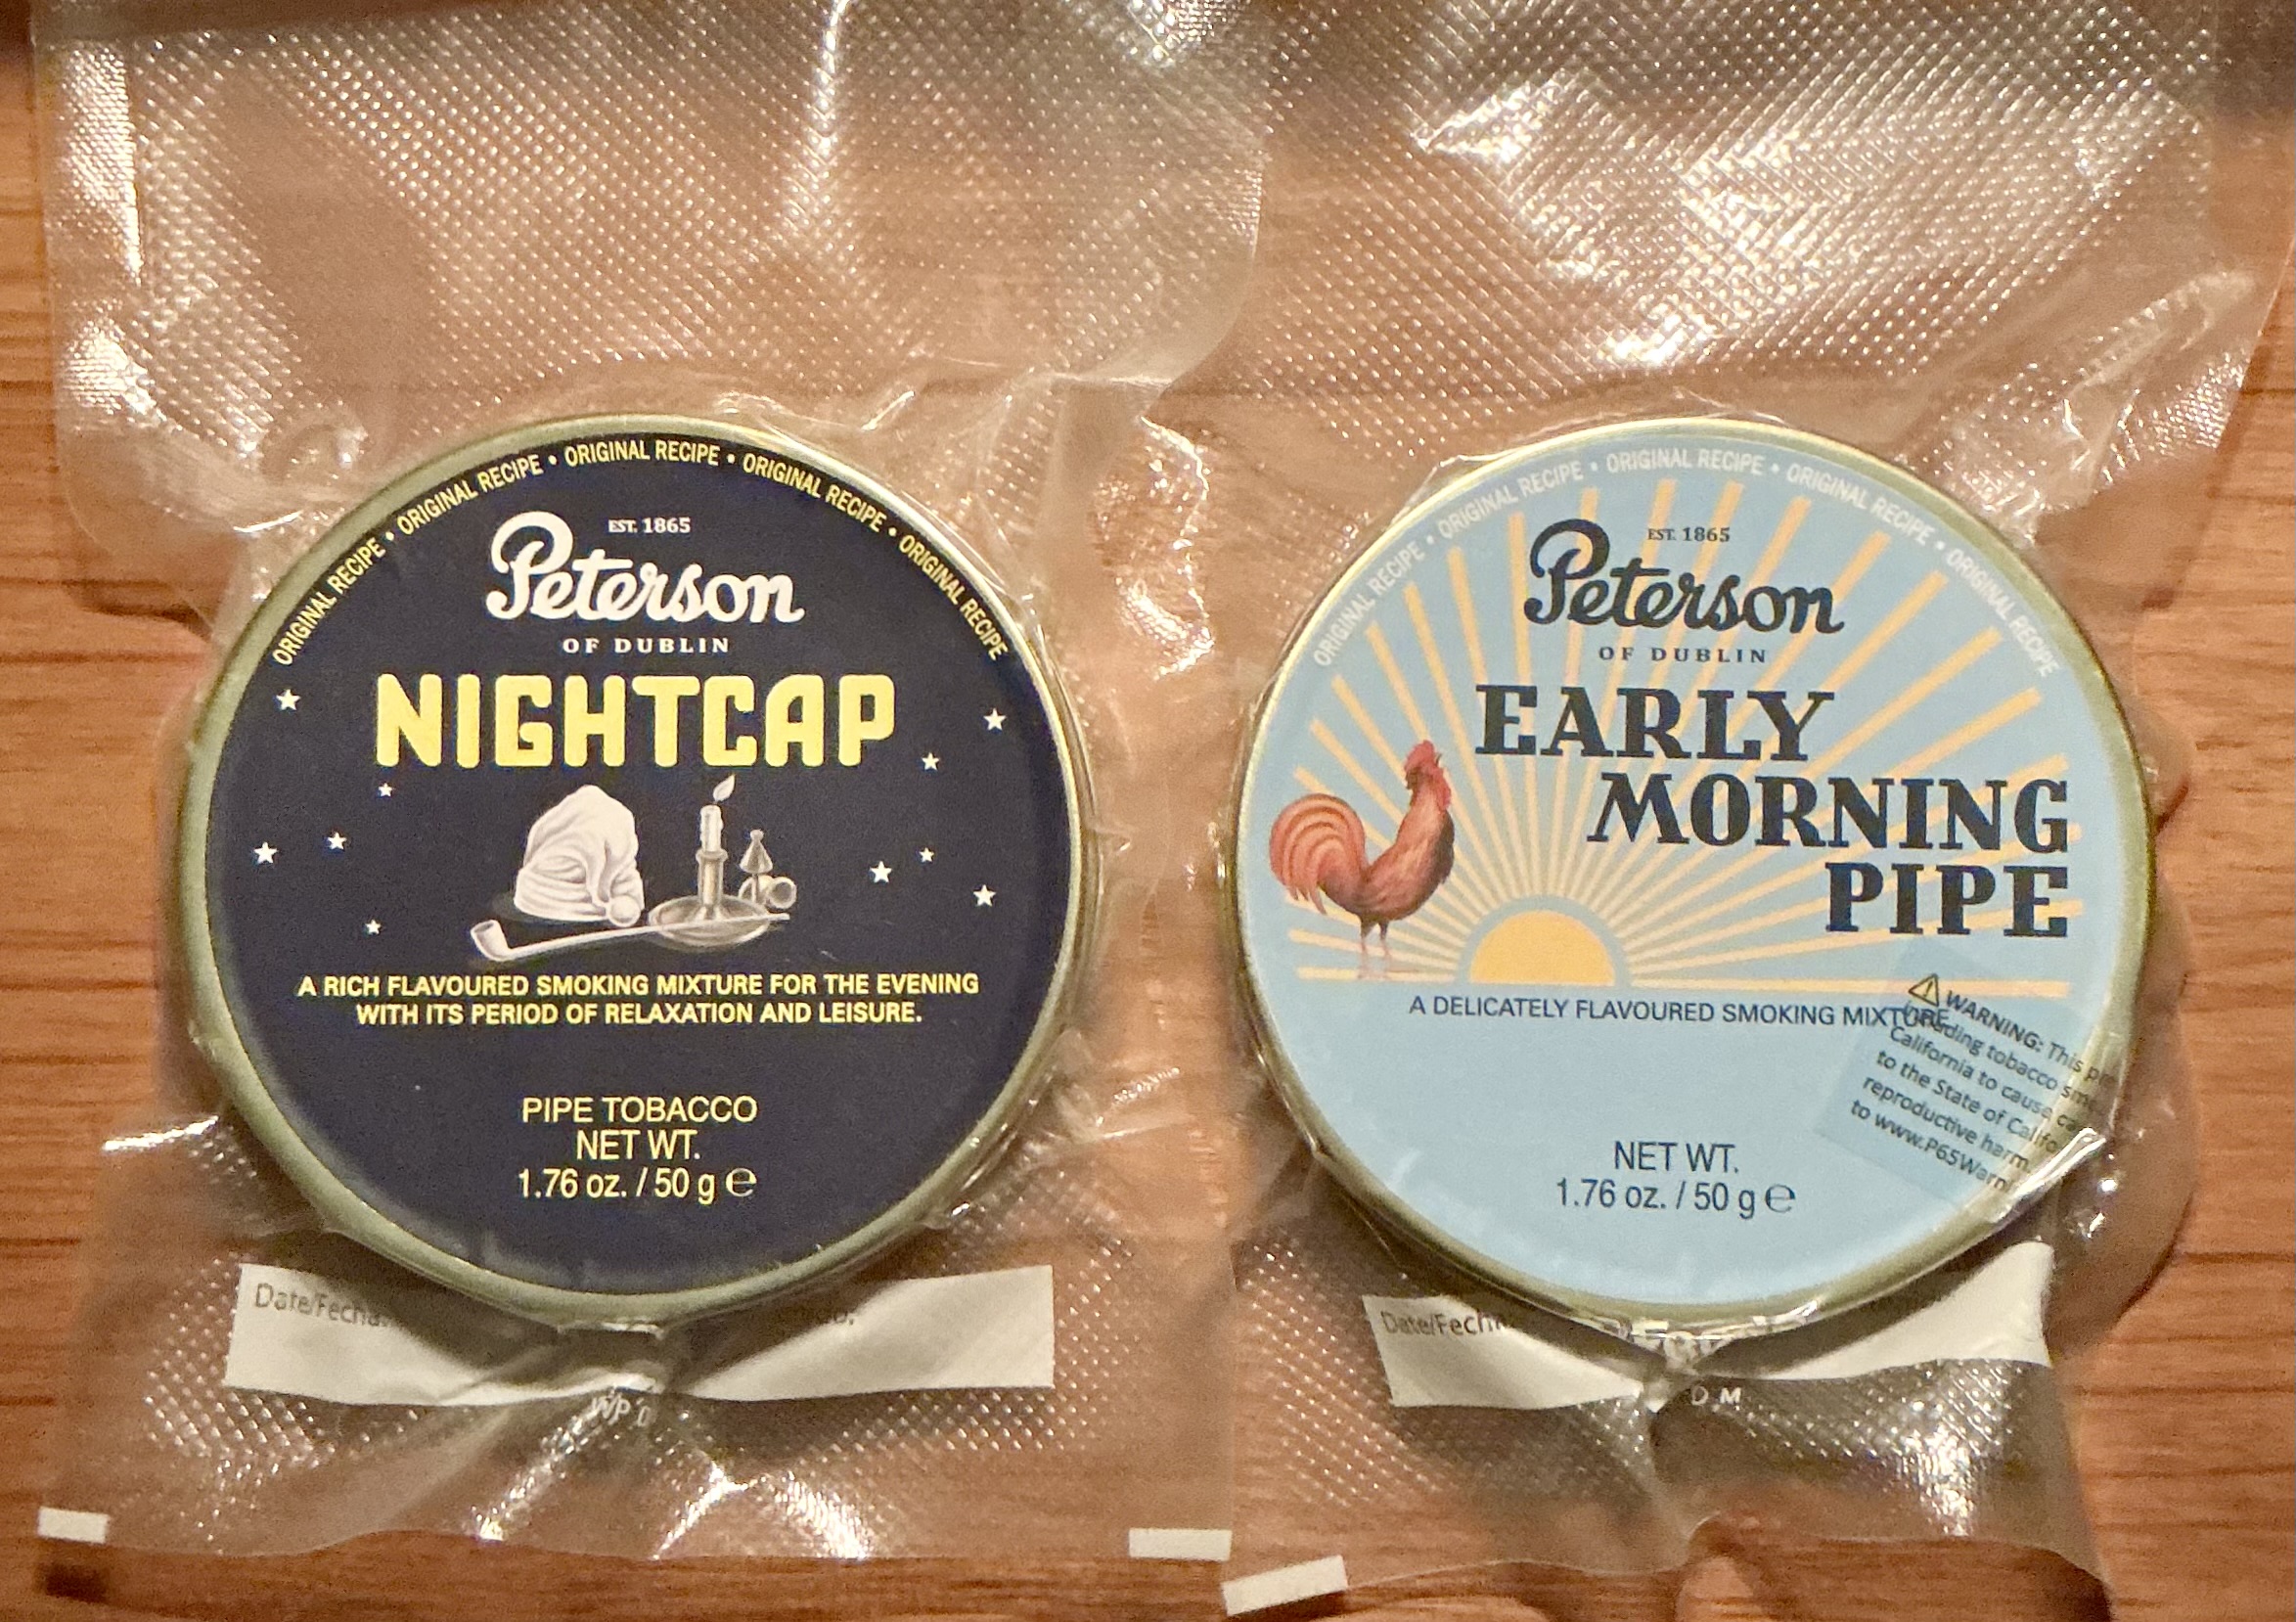 ORIGINAL RECIPE • ORIGINAL RECIPE • ORIGINAL RECIPE • ORIGINAL RECIPE • ORIGINAL RECIPE
EST. 1865
Peterson
OF DUBLIN
NIGHTCAP
A RICH FLAVOURED SMOKING MIXTURE FOR THE EVENING
WITH ITS PERIOD OF RELAXATION AND LEISURE.
PIPE TOBACCO
NET WT.
1.76 oz. / 50 g ℮
Date/Fecha
ORIGINAL RECIPE • ORIGINAL RECIPE • ORIGINAL RECIPE • ORIGINAL RECIPE • ORIGINAL RECIPE
EST. 1865
Peterson
OF DUBLIN
EARLY
MORNING
PIPE
A DELICATELY FLAVOURED SMOKING MIXTURE
⚠ WARNING: This
tobacco
California to cause
to the State of
reproductive harm.
to www.P65Warn
NET WT.
1.76 oz. / 50 g ℮